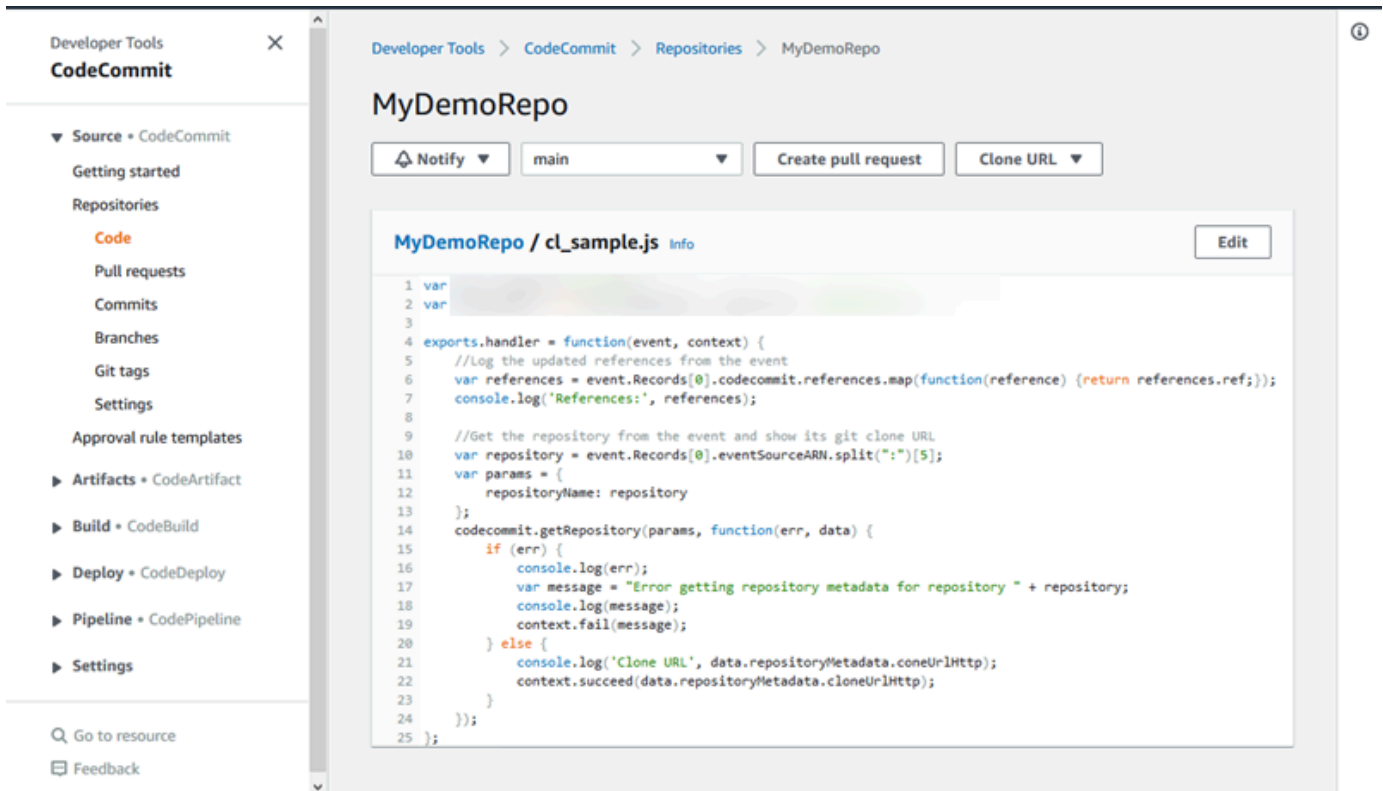 Developer Tools
CodeCommit
Source • CodeCommit
Getting started
Repositories
Code
Pull requests
Commits
Branches
Git tags
Settings
Approval rule templates
Artifacts • CodeArtifact
Build • CodeBuild
Deploy • CodeDeploy
Pipeline • CodePipeline
Settings
Go to resource
Feedback
Developer Tools > CodeCommit > Repositories > MyDemoRepo
MyDemoRepo
Notify main Create pull request Clone URL
MyDemoRepo / cl_sample.js Info Edit
1 var
2 var
3
4 exports.handler = function(event, context) {
5     //Log the updated references from the event
6     var references = event.Records[0].codecommit.references.map(function(reference) {return references.ref;});
7     console.log('References:', references);
8
9     //Get the repository from the event and show its git clone URL
10     var repository = event.Records[0].eventSourceARN.split(":")[5];
11     var params = {
12         repositoryName: repository
13     };
14     codecommit.getRepository(params, function(err, data) {
15         if (err) {
16             console.log(err);
17             var message = "Error getting repository metadata for repository " + repository;
18             console.log(message);
19             context.fail(message);
20         } else {
21             console.log('Clone URL', data.repositoryMetadata.coneUrlHttp);
22             context.succeed(data.repositoryMetadata.cloneUrlHttp);
23         }
24     });
25 };